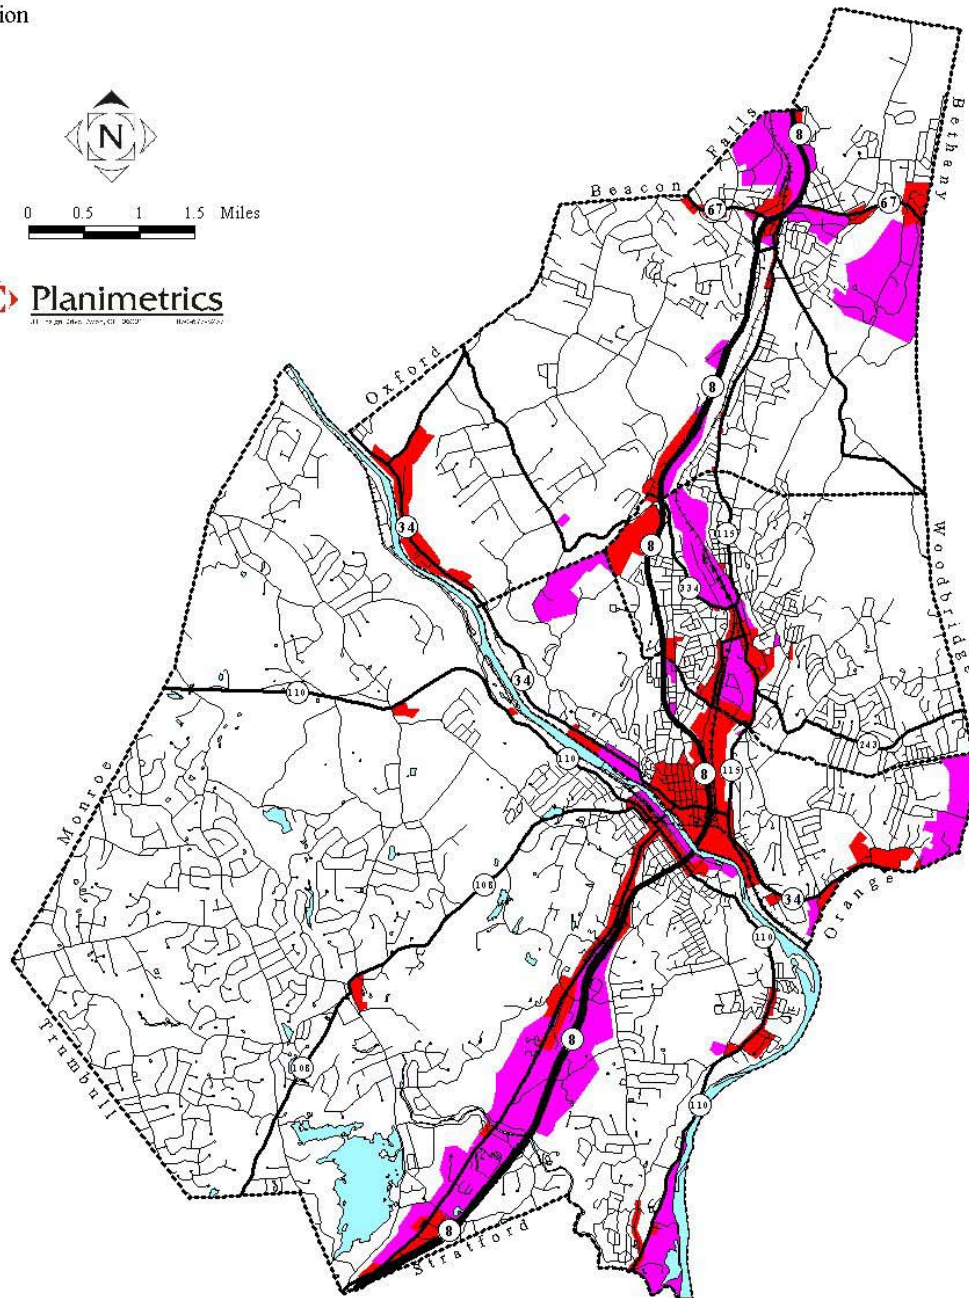 ion
N
0 0.5 1 1.5 Miles
Planimetrics
Bethany
8
Falls
Beacon
67
67
Oxford
8
34
8
115
334
Woodbridge
34
110
243
110
8
115
Monroe
108
34
Orange
110
8
Trumbull
108
110
8
Stratford